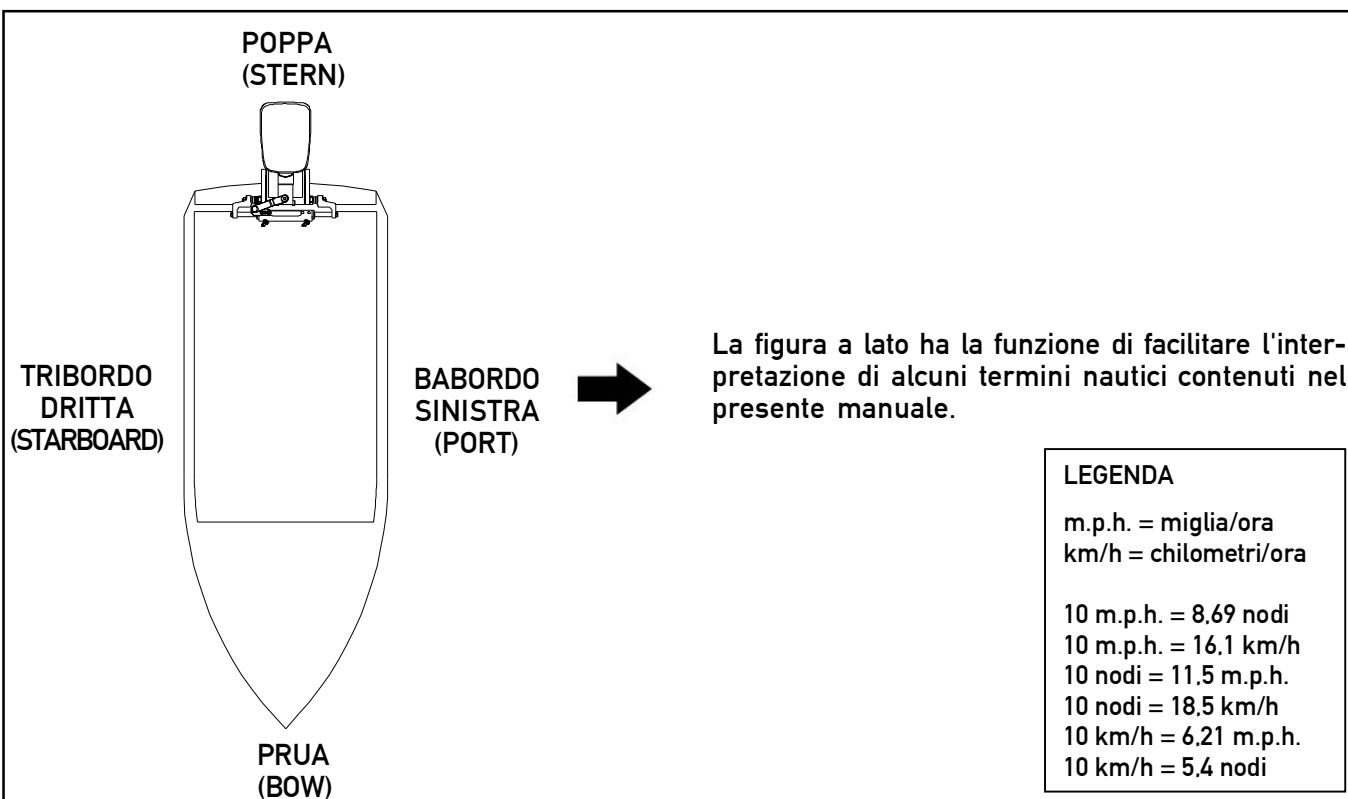 POPPA
(STERN)
TRIBORDO
DRITTA
(STARBOARD)
BABORDO
SINISTRA
(PORT)
PRUA
(BOW)
La figura a lato ha la funzione di facilitare l'inter-
pretazione di alcuni termini nautici contenuti nel
presente manuale.
LEGENDA
m.p.h. = miglia/ora
km/h = chilometri/ora
10 m.p.h. = 8,69 nodi
10 m.p.h. = 16,1 km/h
10 nodi = 11,5 m.p.h.
10 nodi = 18,5 km/h
10 km/h = 6,21 m.p.h.
10 km/h = 5,4 nodi